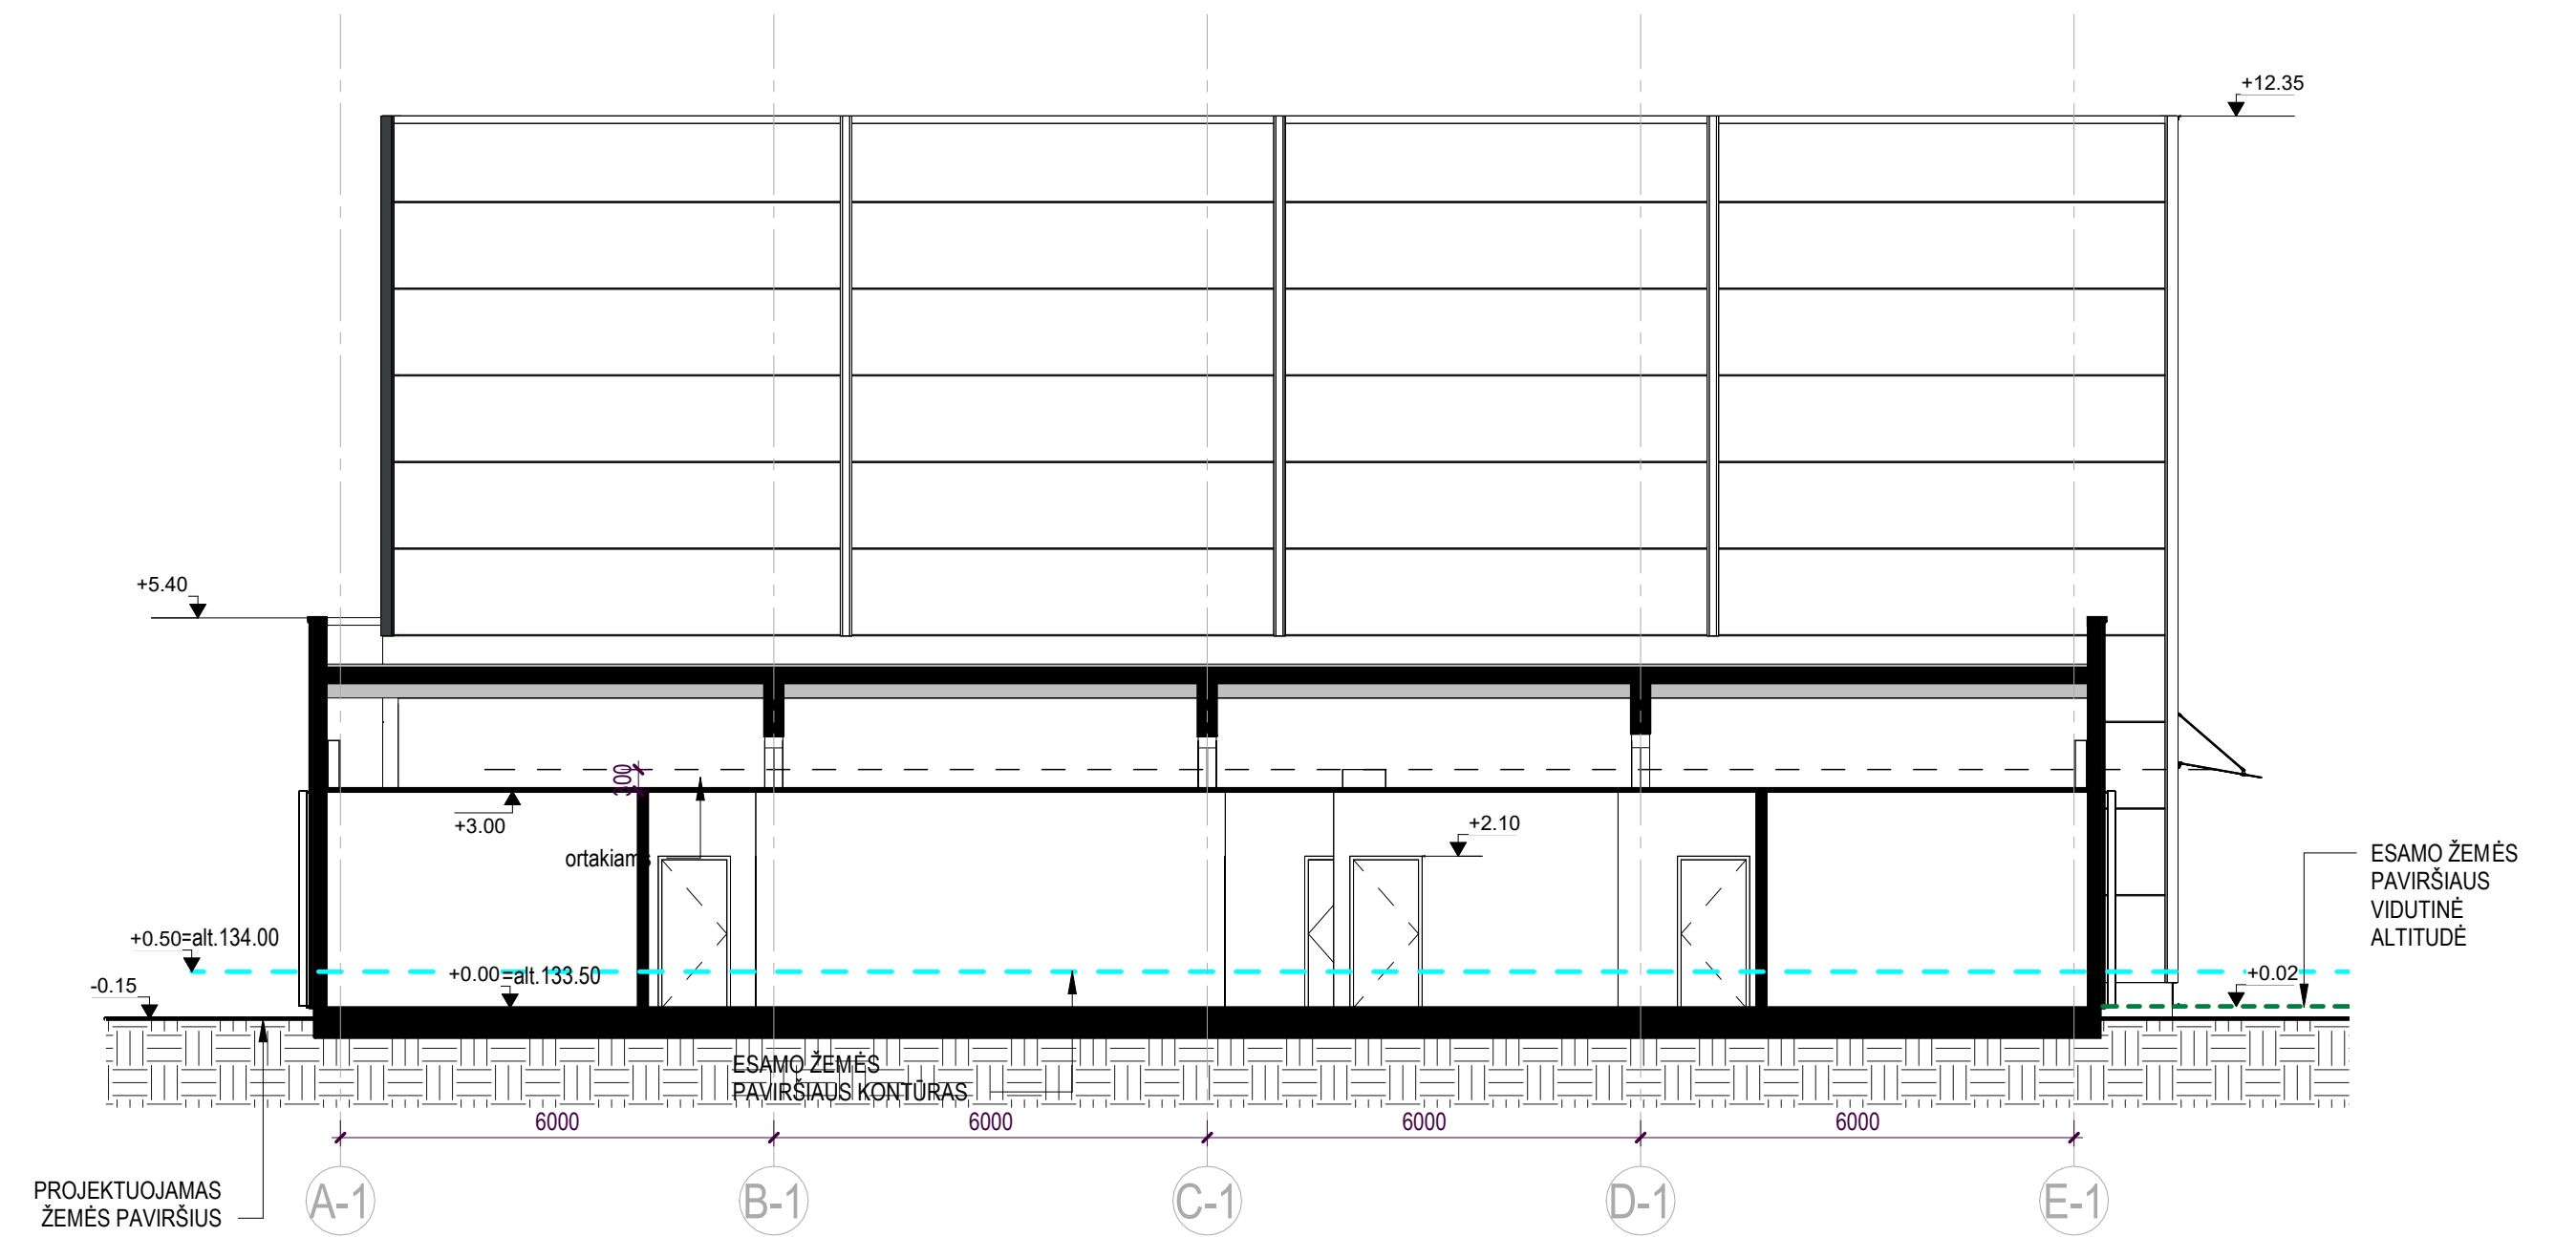 +12.35
+5.40
300
+3.00
+2.10
ortakiams
ESAMO ŽEMĖS
PAVIRŠIAUS
VIDUTINĖ
ALTITUDĖ
+0.50=alt.134.00
+0.00=alt.133.50
+0.02
-0.15
ESAMO ŽEMĖS
PAVIRŠIAUS KONTŪRAS
6000 6000 6000 6000
PROJEKTUOJAMAS
ŽEMĖS PAVIRŠIUS
A-1 B-1 C-1 D-1 E-1